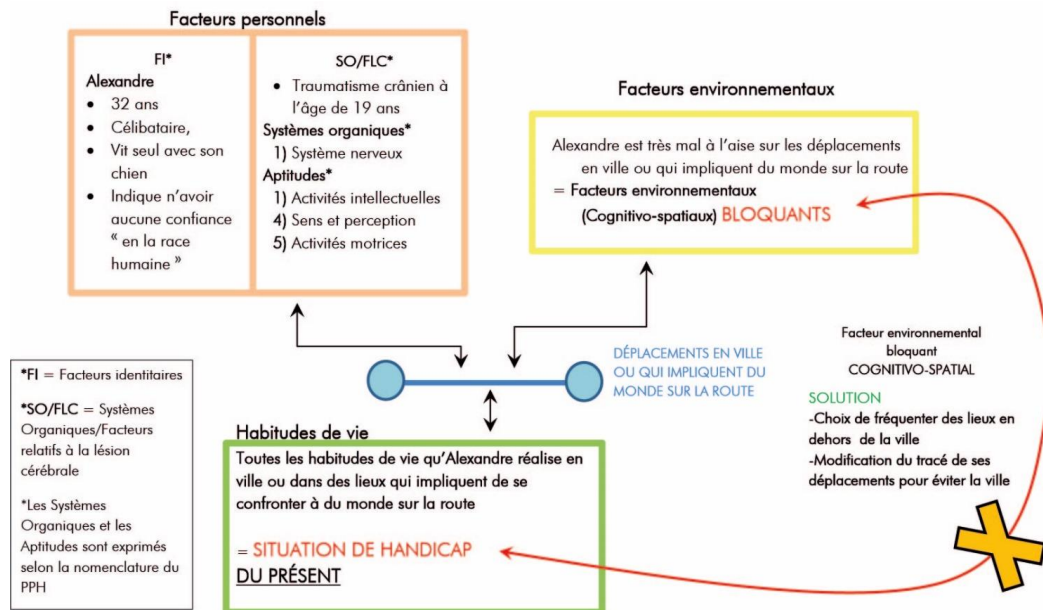 Facteurs personnels
FI*
Alexandre
• 32 ans
• Célibataire,
• Vit seul avec son
chien
• Indique n'avoir
aucune confiance
« en la race
humaine »
SO/FLC*
• Traumatisme crânien à
l'âge de 19 ans
Systèmes organiques*
1) Système nerveux
Aptitudes*
1) Activités intellectuelles
4) Sens et perception
5) Activités motrices
Facteurs environnementaux
Alexandre est très mal à l'aise sur les déplacements
en ville ou qui impliquent du monde sur la route
= Facteurs environnementaux
(Cognitivo-spatiaux) BLOQUANTS
DÉPLACEMENTS EN VILLE
OU QUI IMPLIQUENT DU
MONDE SUR LA ROUTE
Facteur environnemental
bloquant
COGNITIVO-SPATIAL
SOLUTION
-Choix de fréquenter des lieux en
dehors de la ville
-Modification du tracé de ses
déplacements pour éviter la ville
*FI = Facteurs identitaires
*SO/FLC = Systèmes
Organiques/Facteurs
relatifs à la lésion
cérébrale
*Les Systèmes
Organiques et les
Aptitudes sont exprimés
selon la nomenclature du
PPH
Habitudes de vie
Toutes les habitudes de vie qu'Alexandre réalise en
ville ou dans des lieux qui impliquent de se
confronter à du monde sur la route
= SITUATION DE HANDICAP
DU PRÉSENT